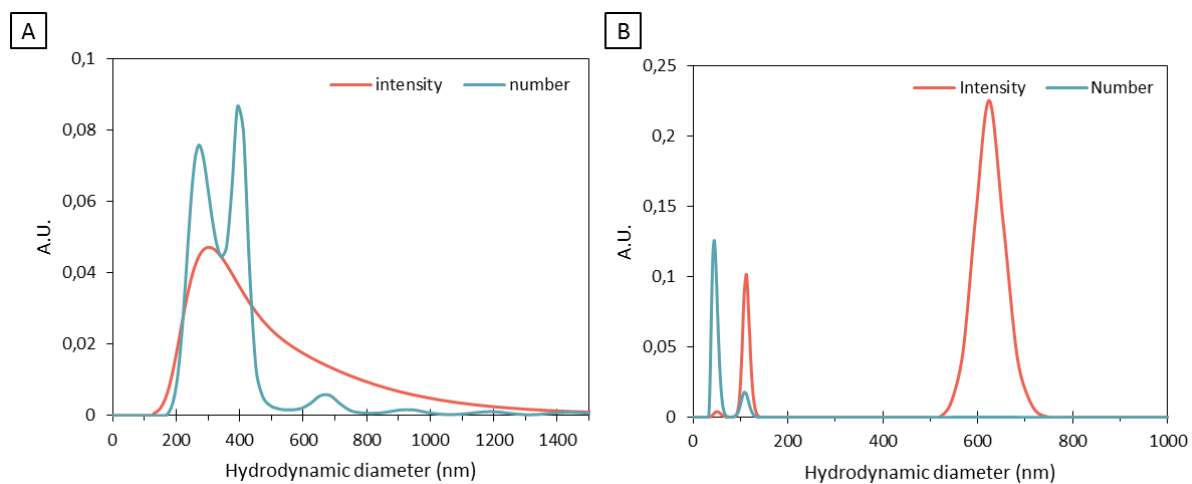 A
0,1
0,08
0,06
0,04
0,02
0
A.U.
intensity number
0 200 400 600 800 1000 1200 1400
Hydrodynamic diameter (nm)
B
0,25
0,2
0,15
0,1
0,05
0
A.U.
Intensity Number
0 200 400 600 800 1000
Hydrodynamic diameter (nm)